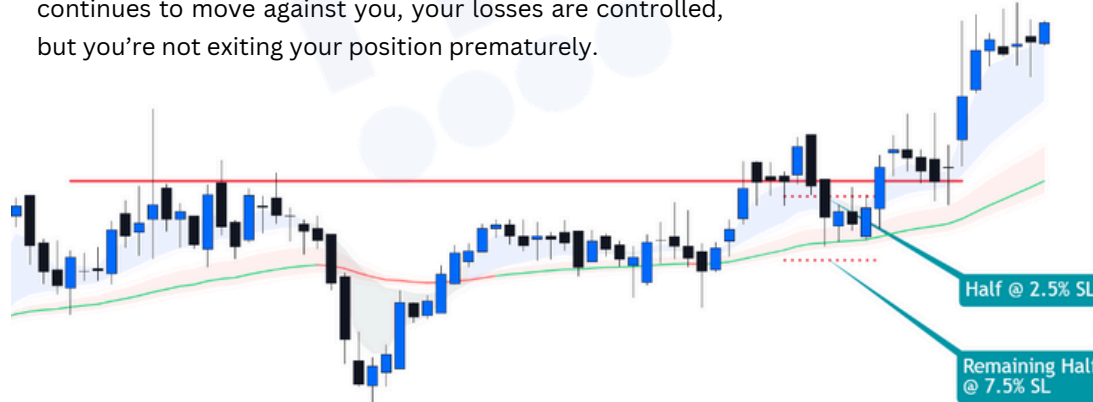 continues to move against you, your losses are controlled,
but you’re not exiting your position prematurely.
Half @ 2.5% SL
Remaining Half
@ 7.5% SL